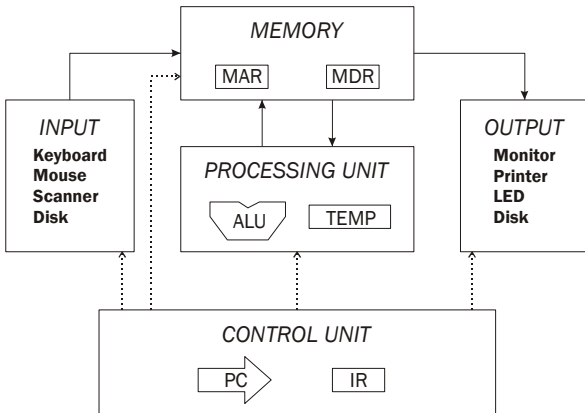 MEMORY
MAR MDR
INPUT
Keyboard
Mouse
Scanner
Disk
PROCESSING UNIT
ALU TEMP
OUTPUT
Monitor
Printer
LED
Disk
CONTROL UNIT
PC IR